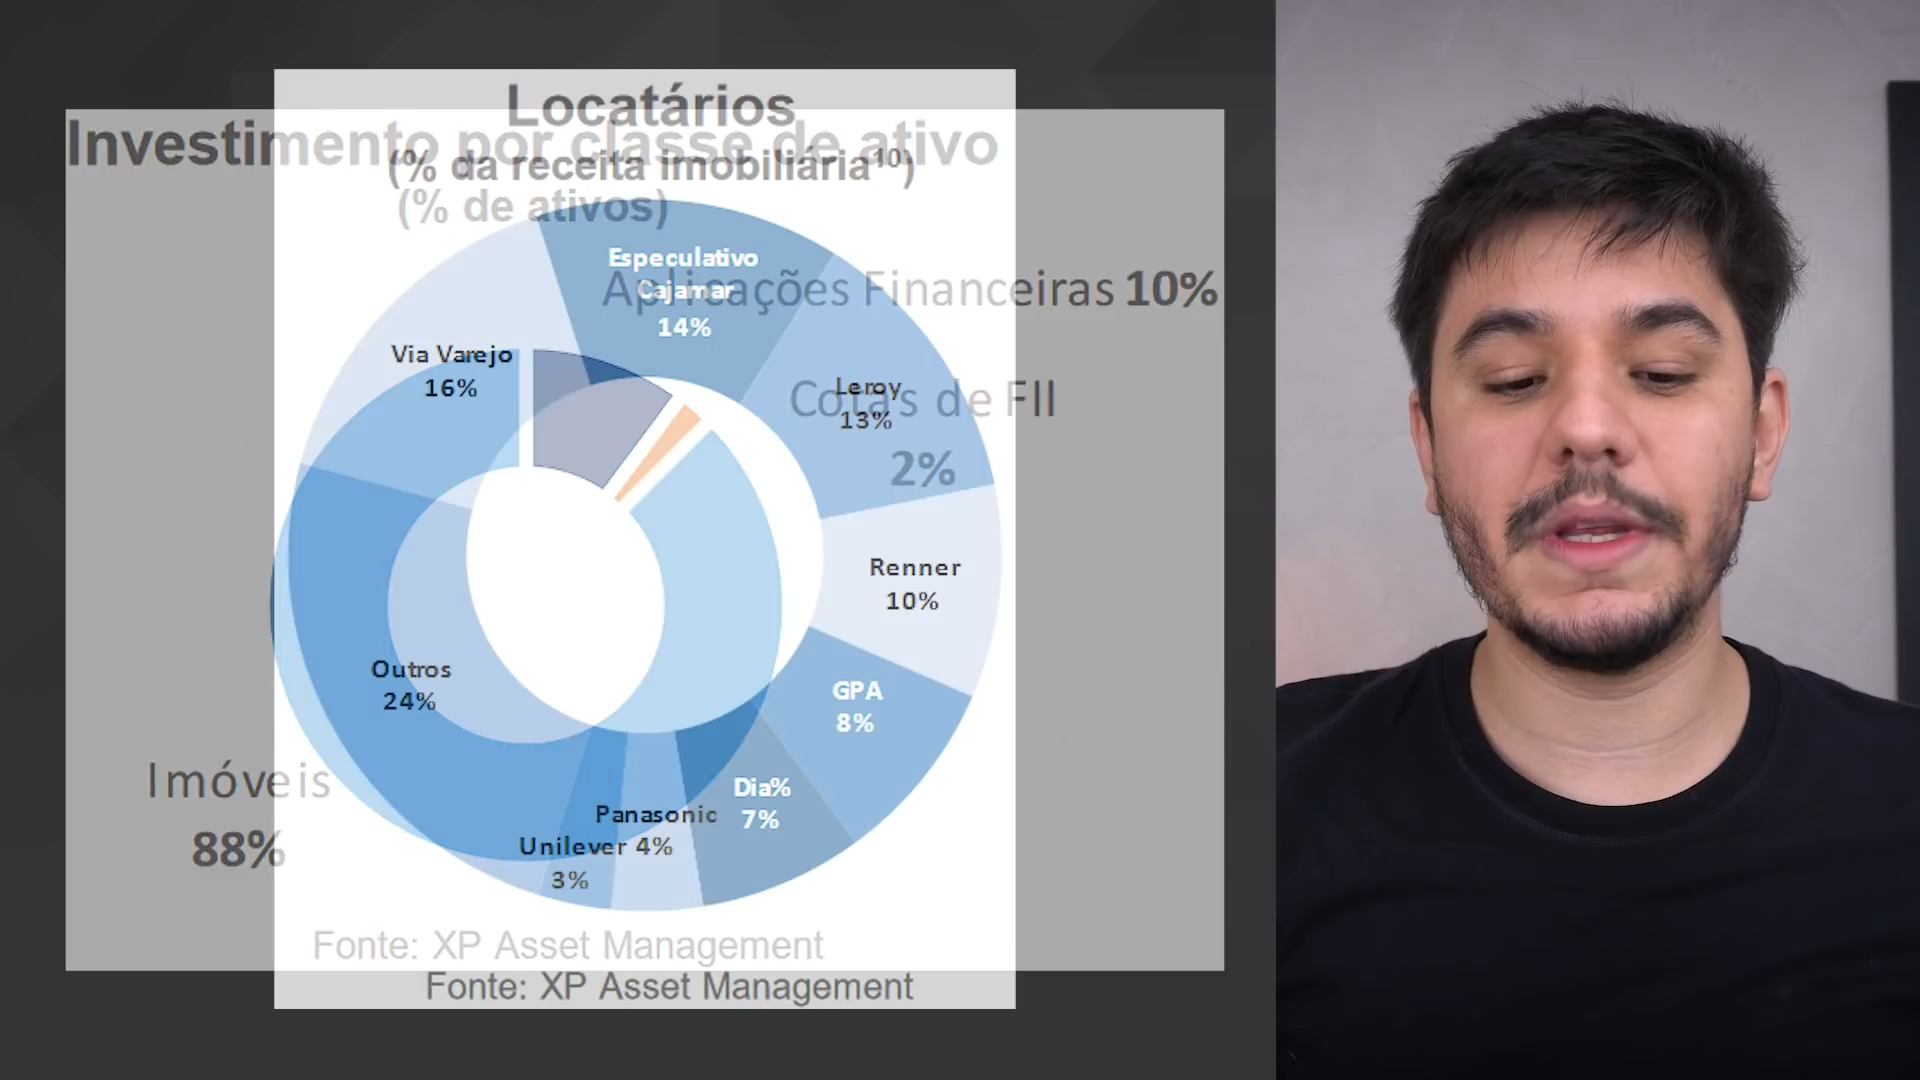 Locatários
(% da receita imobiliária¹⁰)
Investimento por classe de ativo
(% de ativos)
Especulativo
Cajamar
14%
Aplicações Financeiras 10%
Via Varejo
16%
Leroy
13%
Cotas de FII
2%
Renner
10%
Outros
24%
GPA
8%
Imóveis
88%
Dia%
7%
Panasonic
4%
Unilever
3%
Fonte: XP Asset Management
Fonte: XP Asset Management